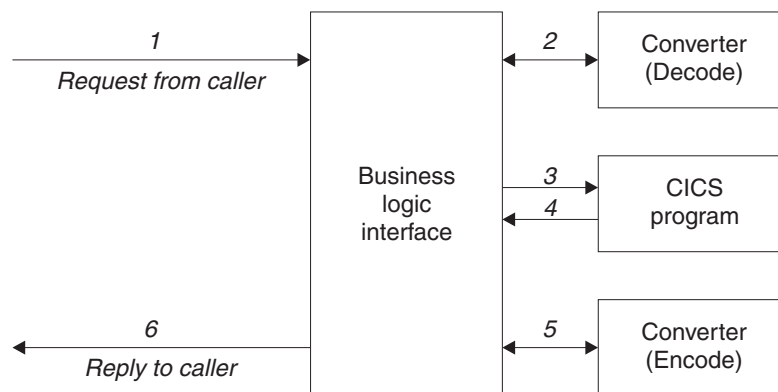 1
Request from caller
2
Converter
(Decode)
Business
logic
interface
3
4
CICS
program
6
Reply to caller
5
Converter
(Encode)